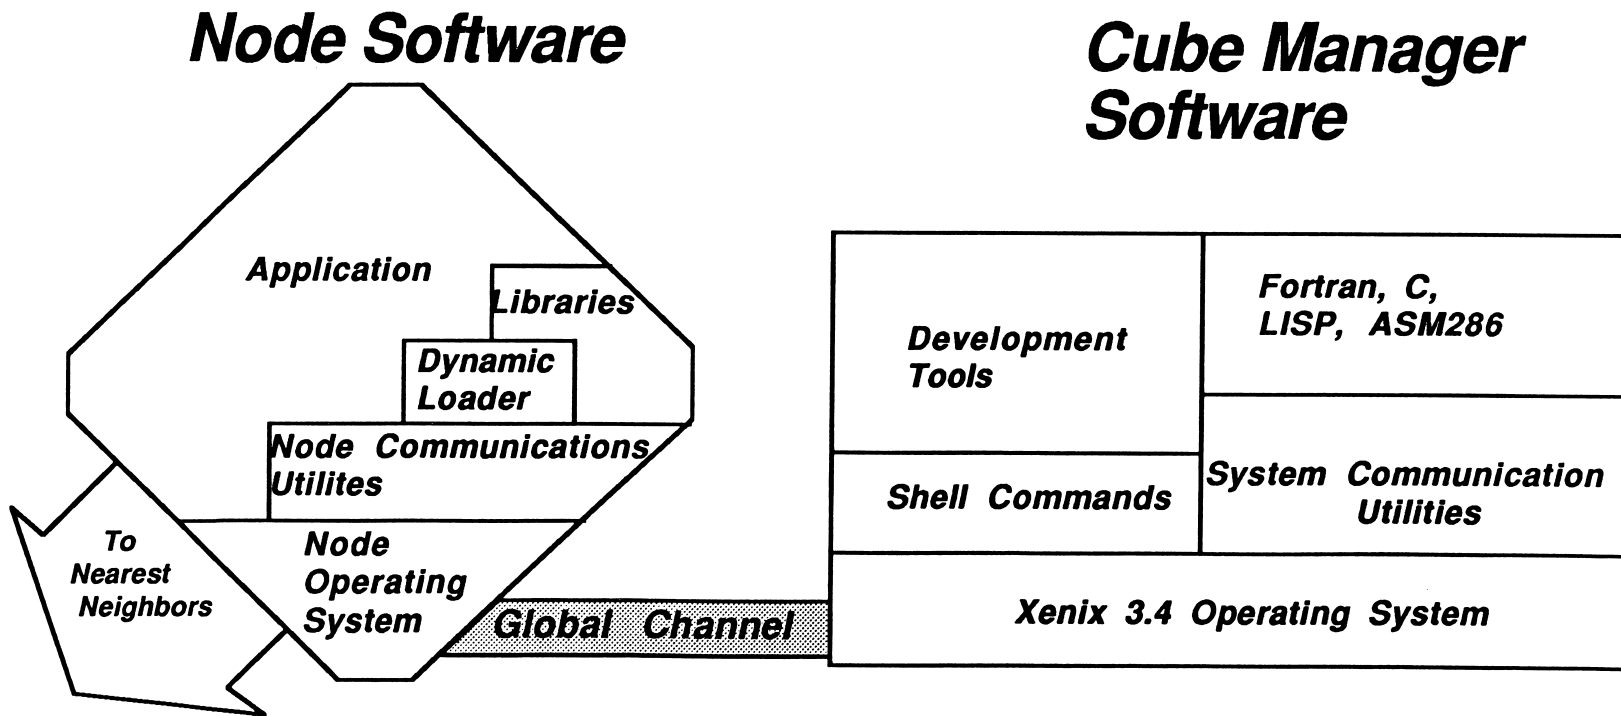 Node Software
Cube Manager
Software
Application
Libraries
Dynamic
Loader
Node Communications
Utilites
Node
Operating
System
To
Nearest
Neighbors
Global Channel
Development
Tools
Fortran, C,
LISP, ASM286
Shell Commands
System Communication
Utilities
Xenix 3.4 Operating System